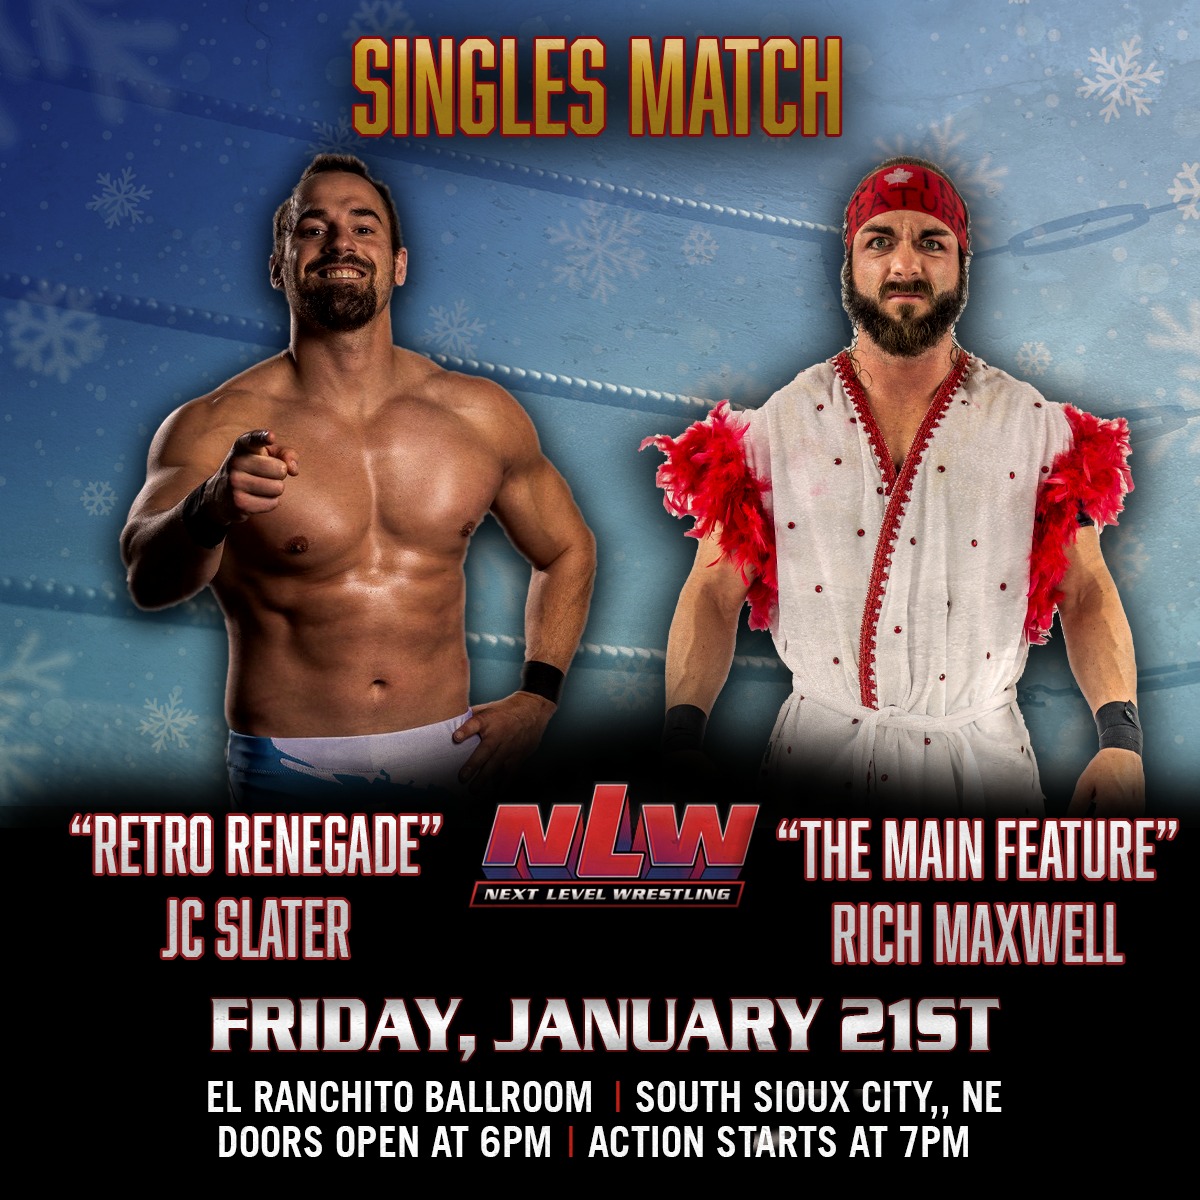 SINGLES MATCH
FEATUR
"RETRO RENEGADE"
JC SLATER
NLW
NEXT LEVEL WRESTLING
"THE MAIN FEATURE"
RICH MAXWELL
FRIDAY, JANUARY 21ST
EL RANCHITO BALLROOM | SOUTH SIOUX CITY,, NE
DOORS OPEN AT 6PM | ACTION STARTS AT 7PM